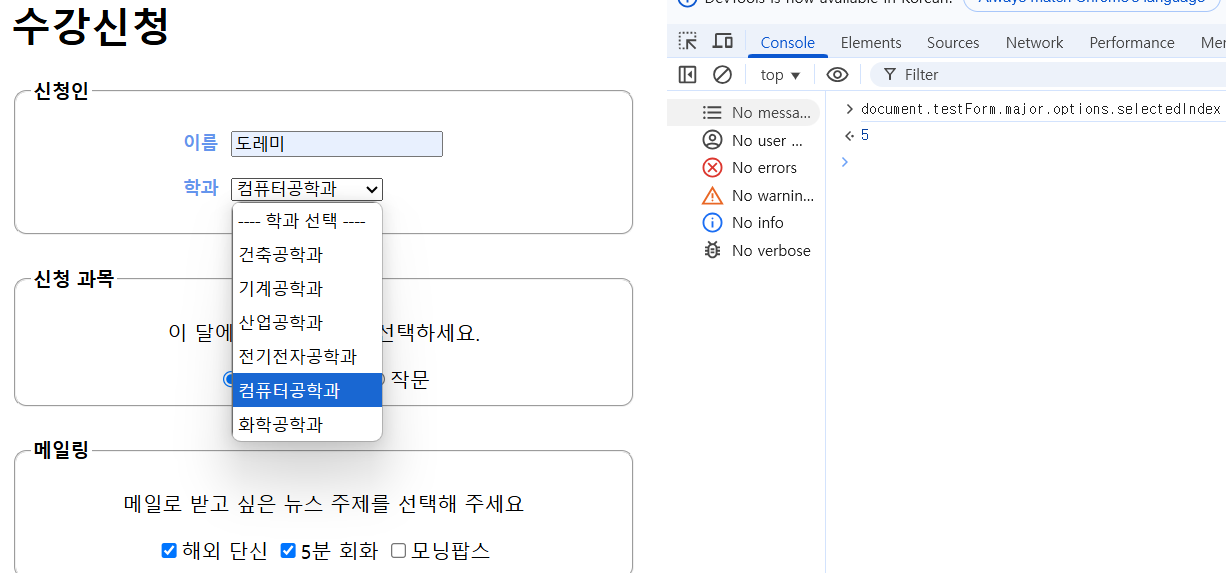 수강신청
신청인
이름 도레미
학과 컴퓨터공학과
---- 학과 선택 ----
건축공학과
기계공학과
산업공학과
전기전자공학과
컴퓨터공학과
화학공학과
신청 과목
이 달에 선택하세요.
작문
메일링
메일로 받고 싶은 뉴스 주제를 선택해 주세요
해외 단신 5분 회화 모닝팝스
DevTools is now available in Korean.
Always match Chrome's language
Console Elements Sources Network Performance Mer
top ▼ Filter
No messa...
No user ...
No errors
No warnin...
No info
No verbose
> document.testForm.major.options.selectedIndex
<· 5
>